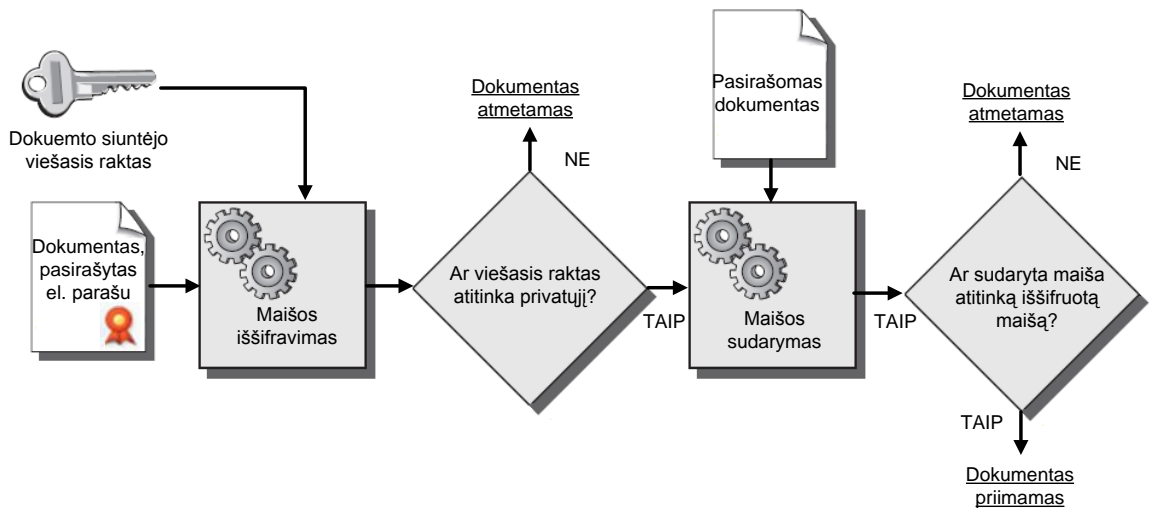 Dokuemto siuntėjo
viešasis raktas
Dokumentas,
pasirašytas
el. parašu
Maišos
iššifravimas
Dokumentas
atmetamas
NE
Ar viešasis raktas
atitinka privatųjį?
TAIP
Pasirašomas
dokumentas
Maišos
sudarymas
TAIP
Dokumentas
atmetamas
NE
Ar sudaryta maiša
atitinką iššifruotą
maišą?
TAIP
Dokumentas
priimamas